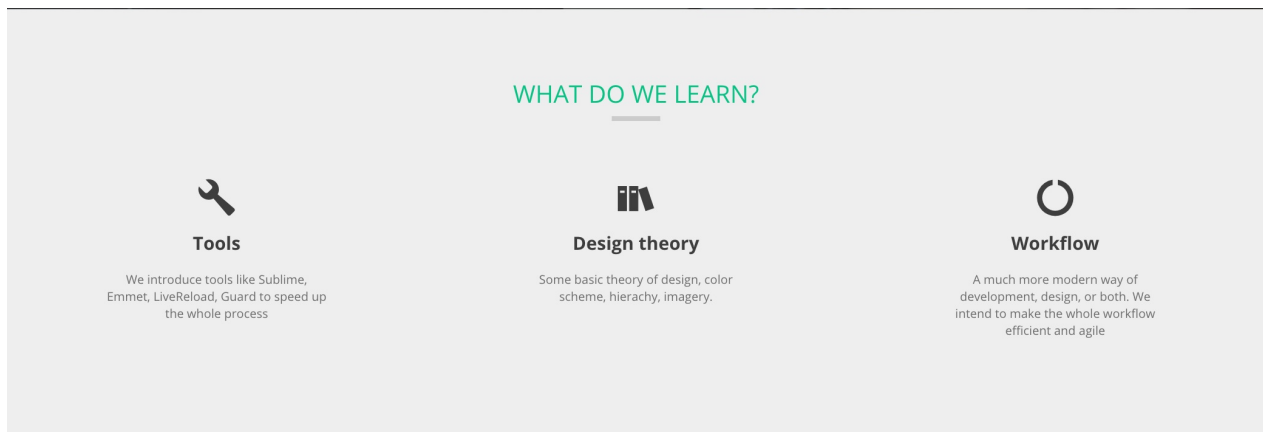 WHAT DO WE LEARN?
Tools
We introduce tools like Sublime,
Emmet, LiveReload, Guard to speed up
the whole process
Design theory
Some basic theory of design, color
scheme, hierachy, imagery.
Workflow
A much more modern way of
development, design, or both. We
intend to make the whole workflow
efficient and agile